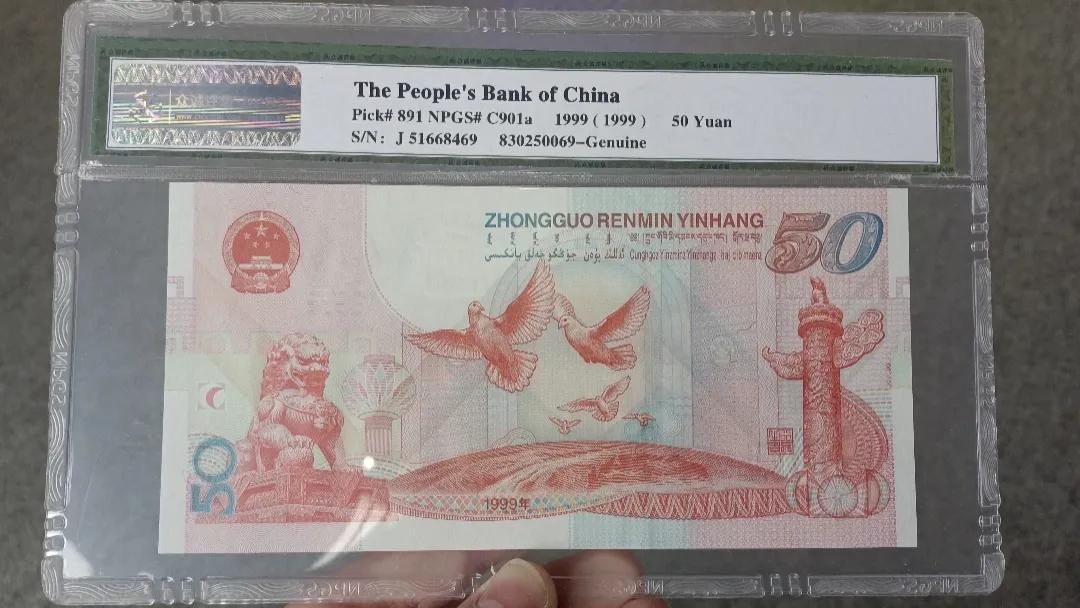 The People's Bank of China
Pick# 891 NPGS# C901a 1999 ( 1999 ) 50 Yuan
S/N: J 51668469 830250069-Genuine
ZHONGGUO RENMIN YINHANG
50
50
1999年
NPGS